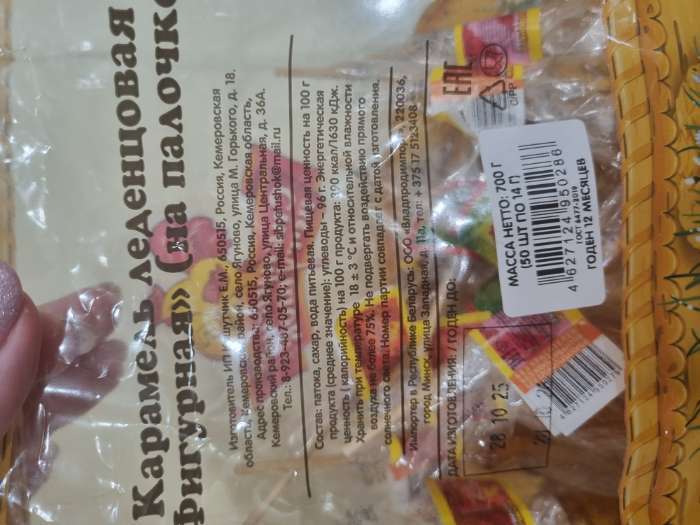 Карамель леденцовая
«Фигурная» (на палочке
Изготовитель ИП 650515, Россия, Кемеровская
область, Кемеровский район, село Ягуново, улица М. Горького, д. 18.
Адрес производства: 650515, Россия, Кемеровская область,
Кемеровский район, село Ягуново, улица Центральная, д. 36А.
Тел.: 8-923- -05-70; e-mail:
Состав: патока, сахар, вода питьевая. Пищевая ценность на 100 г
продукта (среднее значение): углеводы – 96 г. Энергетическая
ценность (калорийность) на 100 г продукта: 390 ккал/1630 кДж.
Хранить при температуре 18 ± 3 °С и относительной влажности
воздуха не более 75%. Не подвергать воздействию прямого
солнечного света. Номер партии совпадает с датой изготовления.
Импортер в Республике Беларусь: ООО «Владпродимпорт», 220036,
город Минск, улица Западная, д. 11а, тел: +375 17 5123408
ДАТА ИЗГОТОВЛЕНИЯ: / ГОДЕН ДО:
28 10 25
EAC
МАССА НЕТТО: 700 Г
(50 ШТ ПО 14 Г)
4 627124 950286
ГОСТ 6477-2019
ГОДЕН 12 МЕСЯЦЕВ